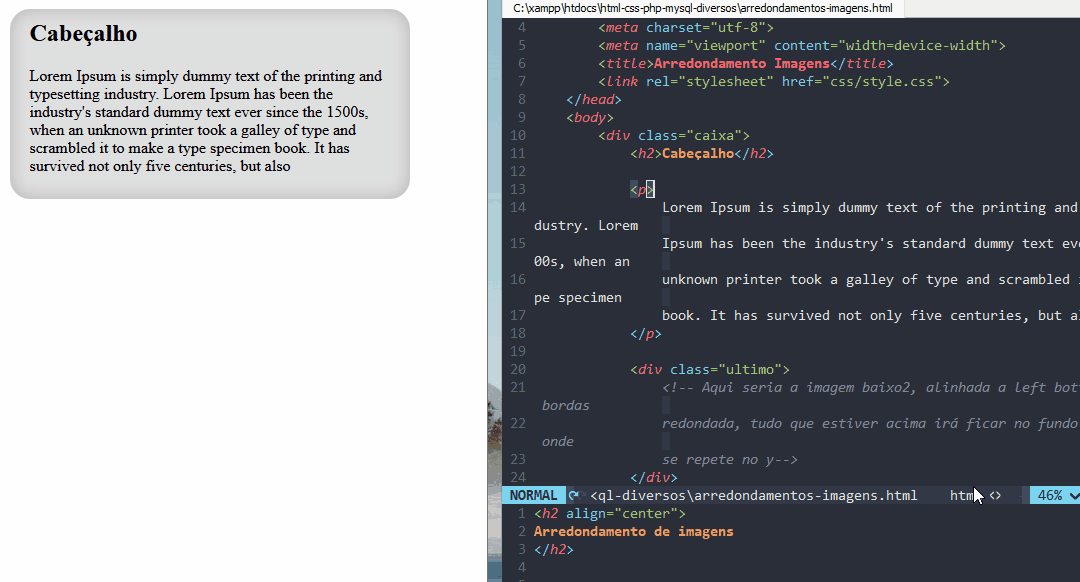 Cabeçalho
Lorem Ipsum is simply dummy text of the printing and
typesetting industry. Lorem Ipsum has been the
industry's standard dummy text ever since the 1500s,
when an unknown printer took a galley of type and
scrambled it to make a type specimen book. It has
survived not only five centuries, but also
C:\xampp\htdocs\html-css-php-mysql-diversos\arredondamentos-imagens.html
4 <meta charset="utf-8">
5 <meta name="viewport" content="width=device-width">
6 <title>Arredondamento Imagens</title>
7 <link rel="stylesheet" href="css/style.css">
8 </head>
9 <body>
10 <div class="caixa">
11 <h2>Cabeçalho</h2>
12
13 <p>
14 Lorem Ipsum is simply dummy text of the printing and
dustry. Lorem
15 Ipsum has been the industry's standard dummy text eve
00s, when an
16 unknown printer took a galley of type and scrambled
pe specimen
17 book. It has survived not only five centuries, but al
18 </p>
19
20 <div class="ultimo">
21 <!-- Aqui seria a imagem baixo2, alinhada a left bott
bordas
22 redondada, tudo que estiver acima irá ficar no fundo
onde
23 se repete no y-->
24 </div>
NORMAL <ql-diversos\arredondamentos-imagens.html htm <> 46%
1 <h2 align="center">
2 Arredondamento de imagens
3 </h2>
4